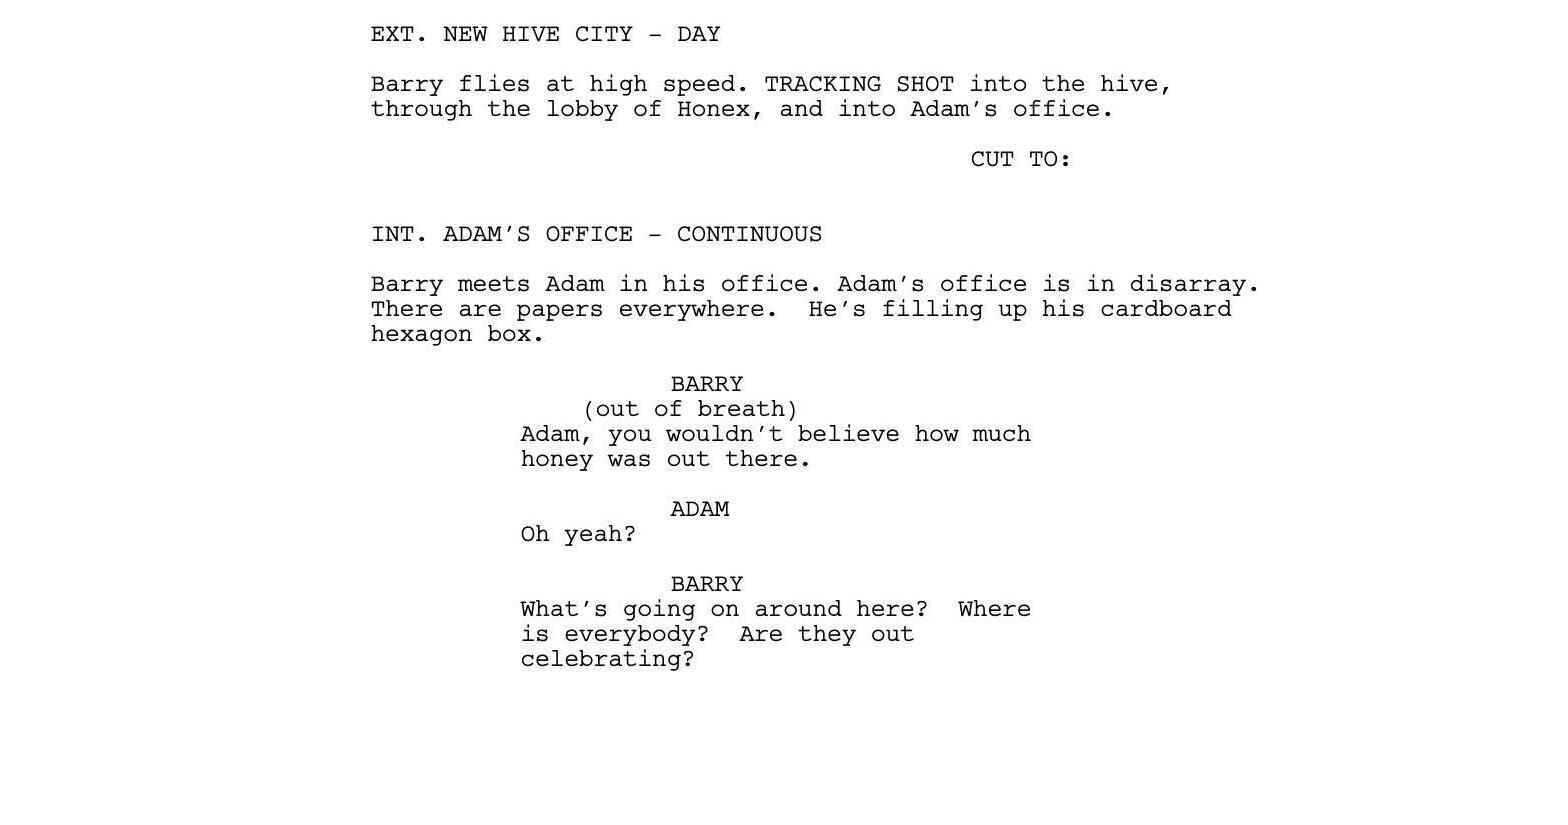 EXT. NEW HIVE CITY – DAY
Barry flies at high speed. TRACKING SHOT into the hive,
through the lobby of Honex, and into Adam's office.
CUT TO:
INT. ADAM'S OFFICE – CONTINUOUS
Barry meets Adam in his office. Adam's office is in disarray.
There are papers everywhere.  He's filling up his cardboard
hexagon box.
BARRY
(out of breath)
Adam, you wouldn't believe how much
honey was out there.
ADAM
Oh yeah?
BARRY
What's going on around here?  Where
is everybody?  Are they out
celebrating?